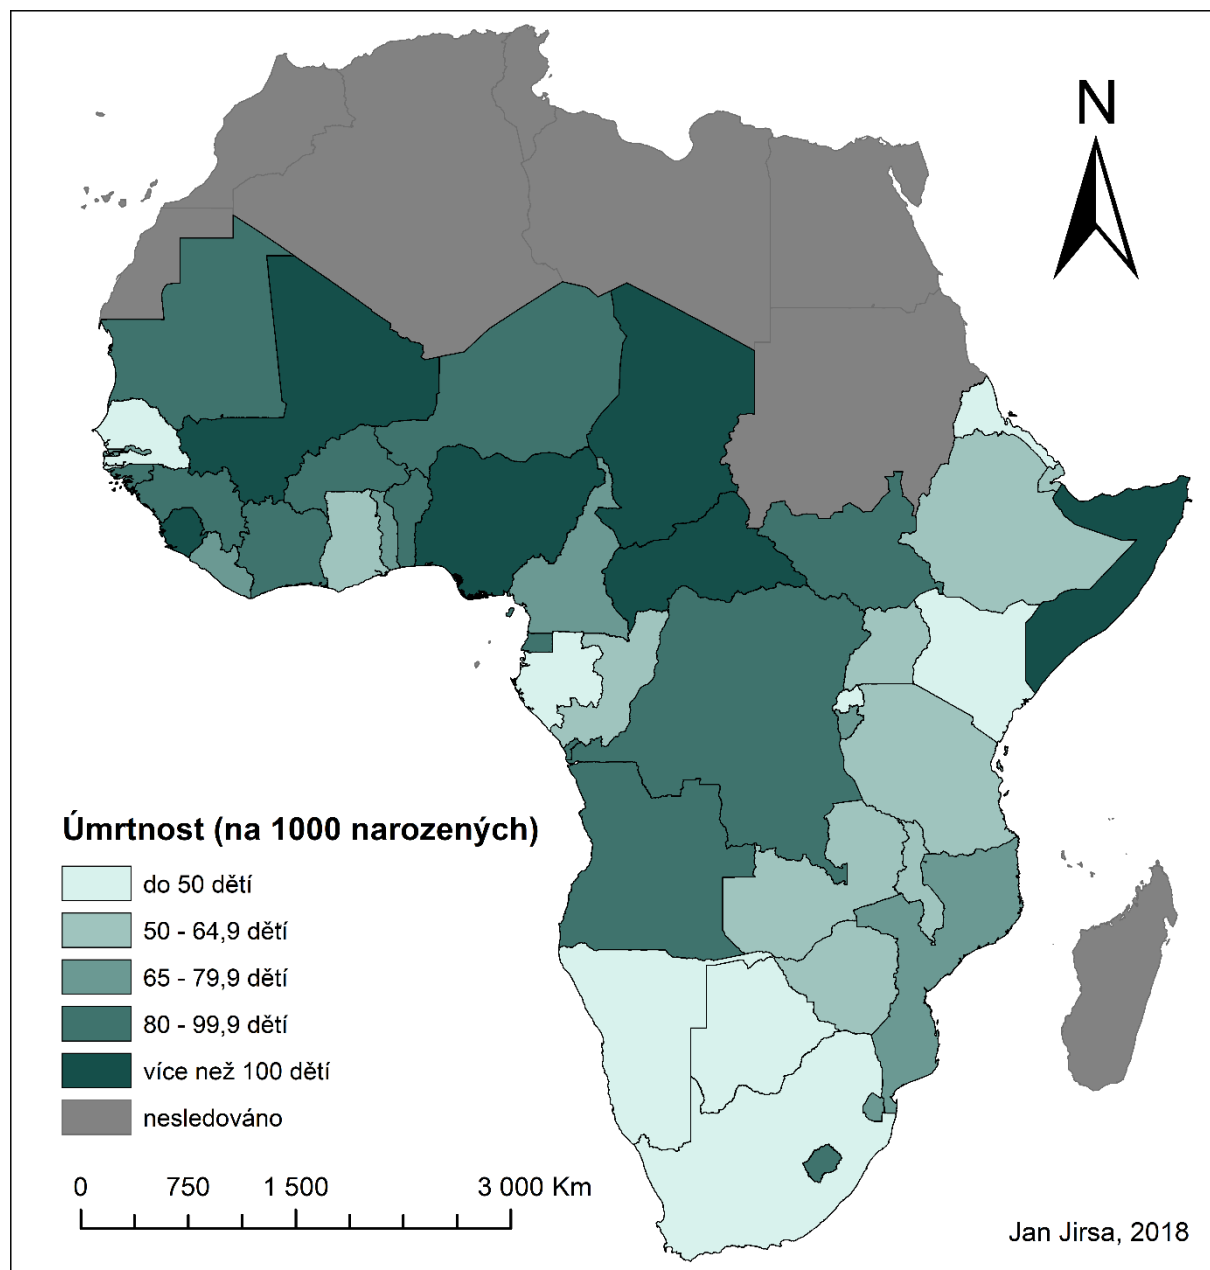 N
Úmrtnost (na 1000 narozených)
do 50 dětí
50 - 64,9 dětí
65 - 79,9 dětí
80 - 99,9 dětí
více než 100 dětí
nesledováno
0 750 1 500 3 000 Km
Jan Jirsa, 2018